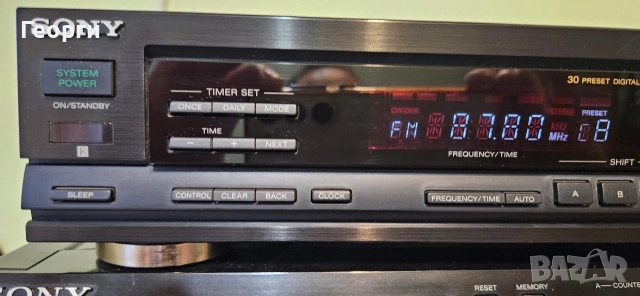 SONY
Георги
SYSTEM
POWER
ON/STANDBY
TIMER SET
ONCE DAILY MODE
TIME
− + NEXT
30 PRESET DIGITAL
PRESET
FM
MHz
FREQUENCY/TIME
SHIFT
SLEEP
CONTROL CLEAR BACK
CLOCK
FREQUENCY/TIME AUTO
A B
SONY
RESET MEMORY
A COUNTE
BAZAR